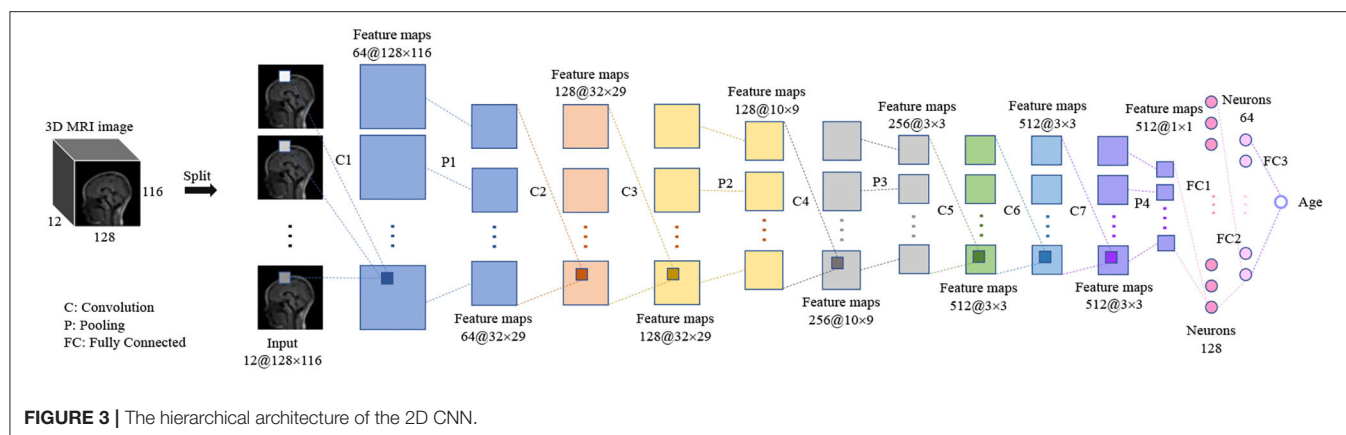 3D MRI image
116
12
128
Split
C: Convolution
P: Pooling
FC: Fully Connected
Input
12@128×116
C1
Feature maps
64@128×116
P1
Feature maps
64@32×29
C2
Feature maps
128@32×29
C3
Feature maps
128@32×29
P2
Feature maps
128@10×9
C4
Feature maps
256@10×9
P3
Feature maps
256@3×3
C5
Feature maps
512@3×3
C6
Feature maps
512@3×3
C7
Feature maps
512@3×3
P4
Feature maps
512@1×1
FC1
Neurons
128
FC2
Neurons
64
FC3
Age
FIGURE 3 | The hierarchical architecture of the 2D CNN.